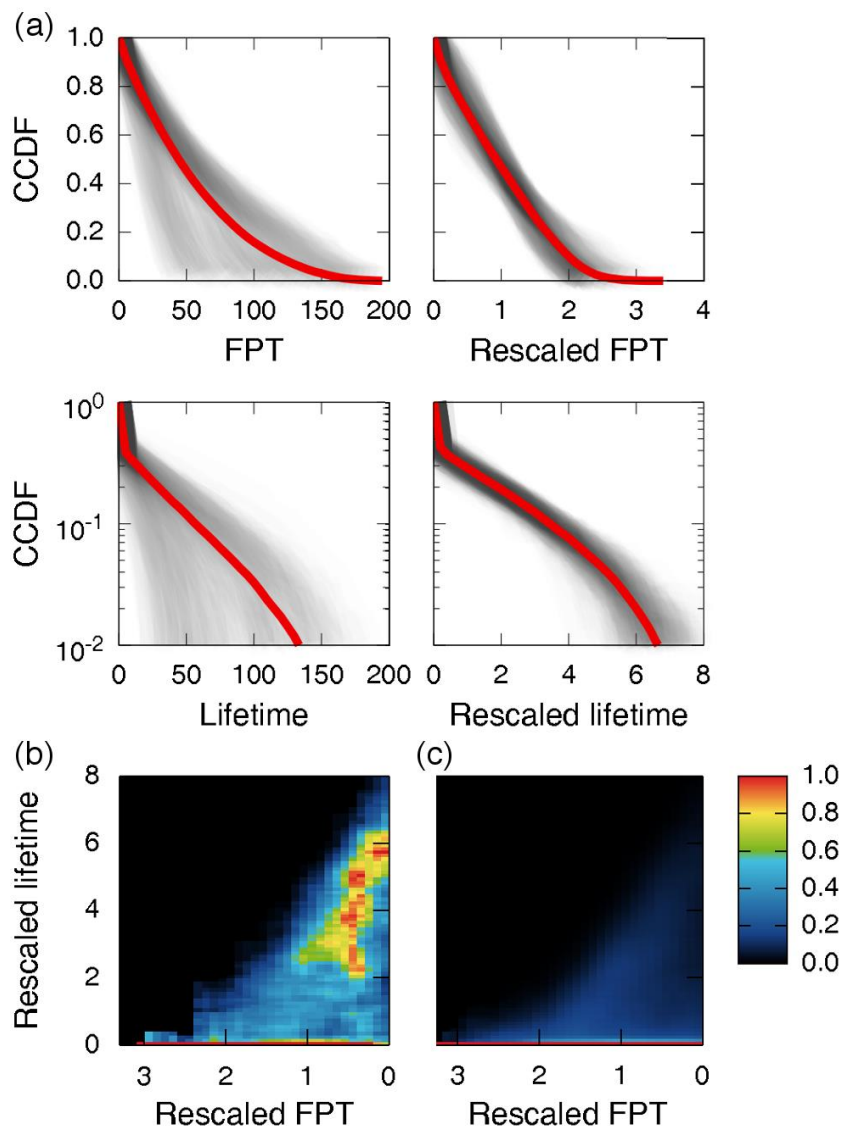 (a)
1.0
0.8
0.6
0.4
0.2
0.0
CCDF
0 50 100 150 200
FPT
0 1 2 3 4
Rescaled FPT
10^0
10^-1
10^-2
CCDF
0 50 100 150 200
Lifetime
0 2 4 6 8
Rescaled lifetime
(b)
8
6
4
2
0
Rescaled lifetime
3 2 1 0
Rescaled FPT
(c)
3 2 1 0
Rescaled FPT
1.0
0.8
0.6
0.4
0.2
0.0